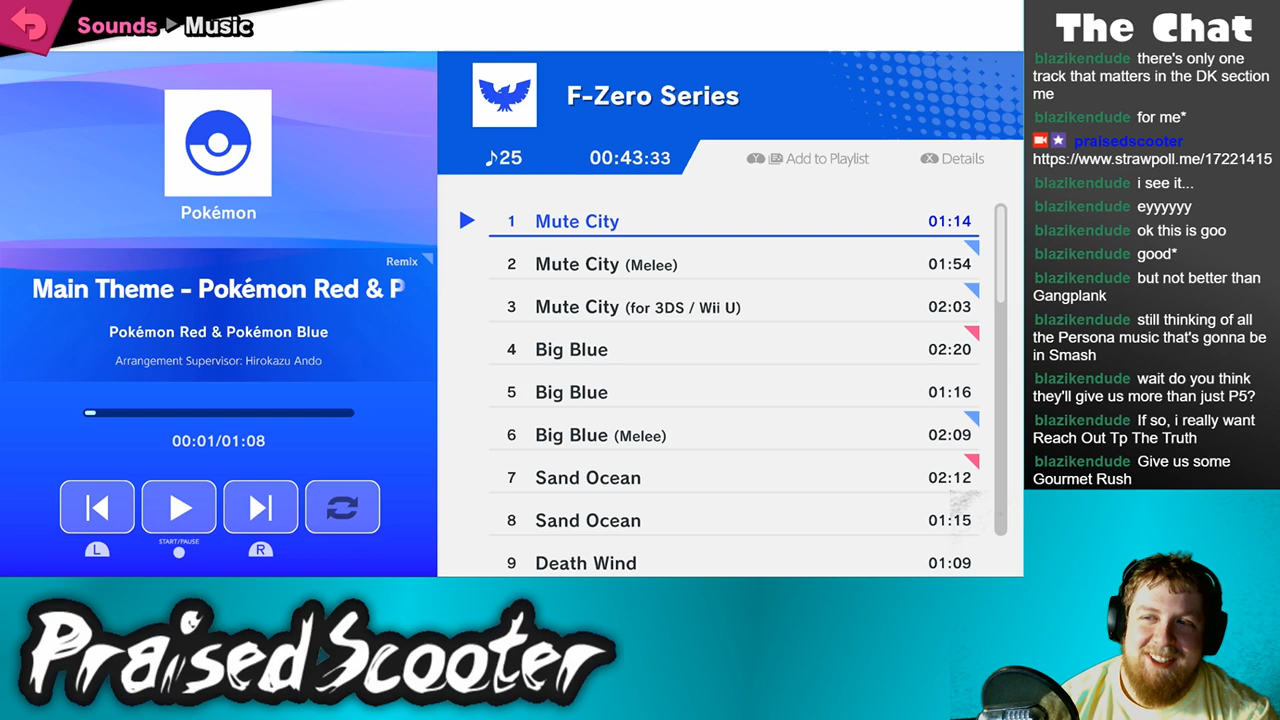 Sounds ▶ Music
Pokémon
Remix
Main Theme – Pokémon Red & P
Pokémon Red & Pokémon Blue
Arrangement Supervisor: Hirokazu Ando
00:01/01:08
START/PAUSE
L
R
F-Zero Series
♪25 00:43:33
Y Add to Playlist X Details
1 Mute City 01:14
2 Mute City (Melee) 01:54
3 Mute City (for 3DS / Wii U) 02:03
4 Big Blue 02:20
5 Big Blue 01:16
6 Big Blue (Melee) 02:09
7 Sand Ocean 02:12
8 Sand Ocean 01:15
9 Death Wind 01:09
The Chat
blazikendude there's only one
track that matters in the DK section
me
blazikendude for me*
praisedscooter
https://www.strawpoll.me/17221415
blazikendude i see it...
blazikendude eyyyyyy
blazikendude ok this is goo
blazikendude good*
blazikendude but not better than
Gangplank
blazikendude still thinking of all
the Persona music that's gonna be
in Smash
blazikendude wait do you think
they'll give us more than just P5?
blazikendude If so, i really want
Reach Out Tp The Truth
blazikendude Give us some
Gourmet Rush
PraisedScooter